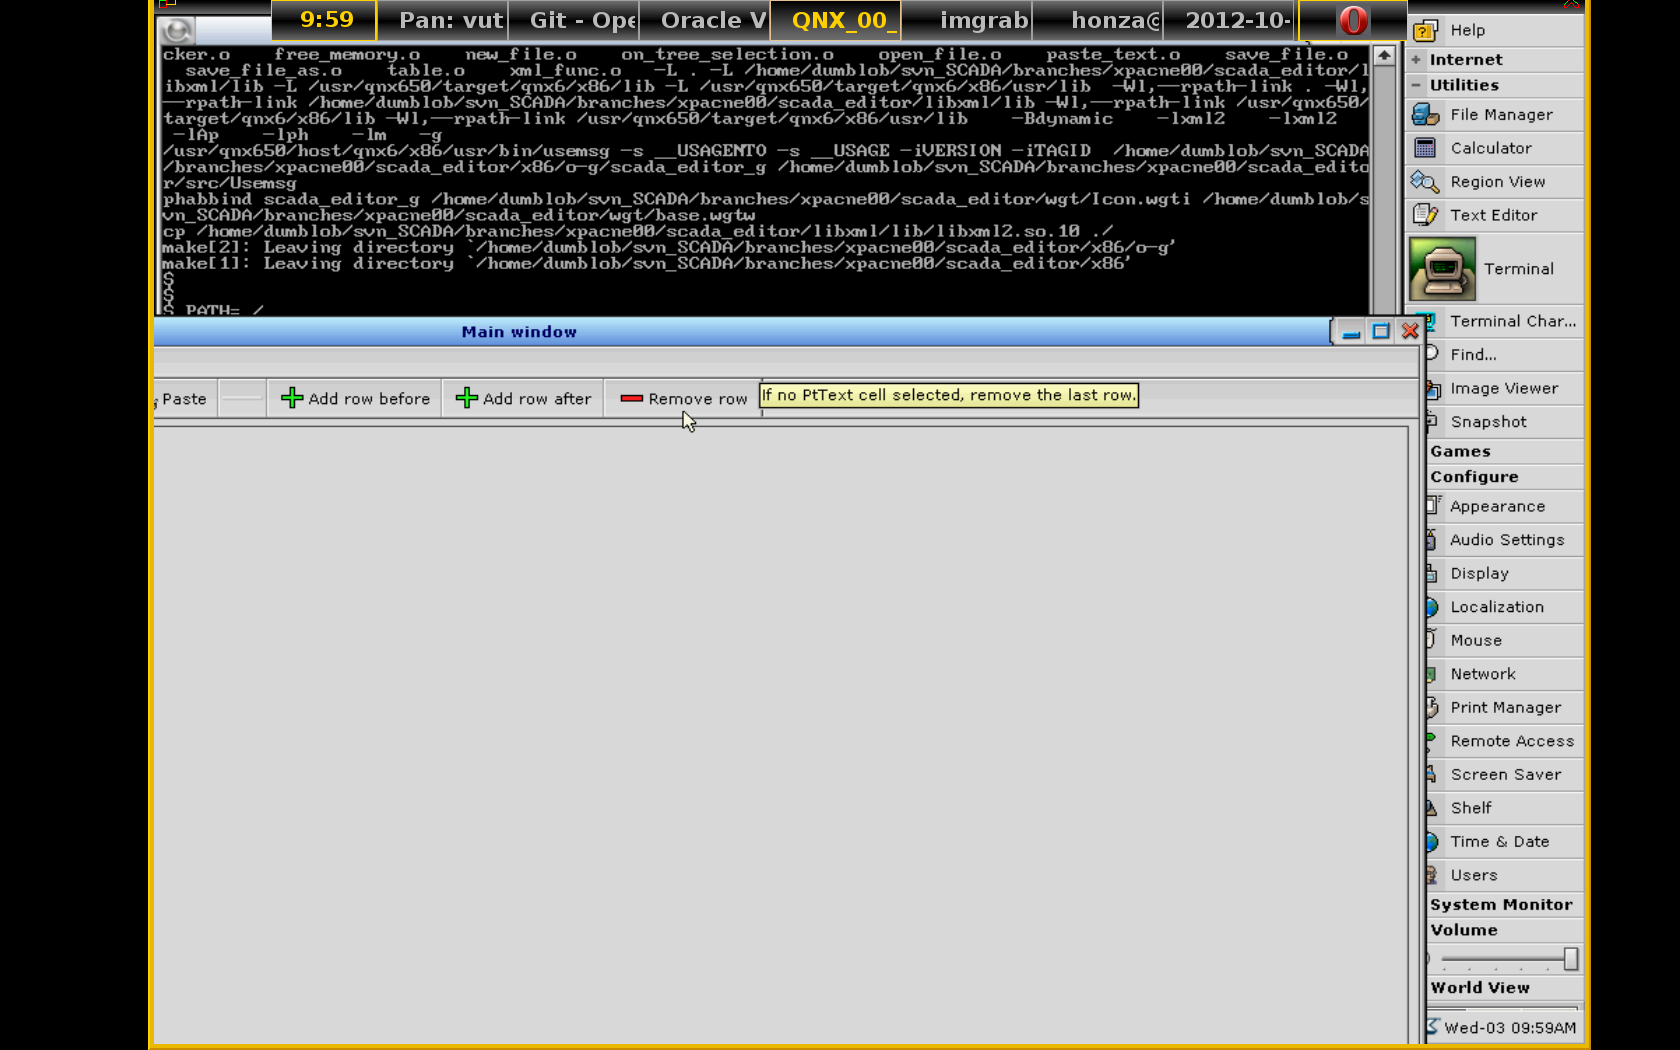 9:59 Pan: vut Git - Ope Oracle V QNX_00_ imgrab honza@ 2012-10-
cker.o free_memory.o new_file.o on_tree_selection.o open_file.o paste_text.o save_file.o
save_file_as.o table.o xml_func.o -L . -L /home/dumblob/svn_SCADA/branches/xpacne00/scada_editor/l
ibxml/lib -L /usr/qnx650/target/qnx6/x86/lib -L /usr/qnx650/target/qnx6/x86/usr/lib -Wl,--rpath-link . -Wl,
--rpath-link /home/dumblob/svn_SCADA/branches/xpacne00/scada_editor/libxml/lib -Wl,--rpath-link /usr/qnx650/
target/qnx6/x86/lib -Wl,--rpath-link /usr/qnx650/target/qnx6/x86/usr/lib -Bdynamic -lxml2 -lxml2
-lAp -lph -lm -g
/usr/qnx650/host/qnx6/x86/usr/bin/usemsg -s __USAGENTO -s __USAGE -iVERSION -iTAGID /home/dumblob/svn_SCADA
/branches/xpacne00/scada_editor/x86/o-g/scada_editor_g /home/dumblob/svn_SCADA/branches/xpacne00/scada_edito
r/src/Usemsg
phabbind scada_editor_g /home/dumblob/svn_SCADA/branches/xpacne00/scada_editor/wgt/Icon.wgti /home/dumblob/s
vn_SCADA/branches/xpacne00/scada_editor/wgt/base.wgtw
cp /home/dumblob/svn_SCADA/branches/xpacne00/scada_editor/libxml/lib/libxml2.so.10 ./
make[2]: Leaving directory `/home/dumblob/svn_SCADA/branches/xpacne00/scada_editor/x86/o-g'
make[1]: Leaving directory `/home/dumblob/svn_SCADA/branches/xpacne00/scada_editor/x86'
$
$
$ PATH= /
Main window
Paste Add row before Add row after Remove row
If no PtText cell selected, remove the last row.
Help
+ Internet
- Utilities
File Manager
Calculator
Region View
Text Editor
Terminal
Terminal Char...
Find...
Image Viewer
Snapshot
Games
Configure
Appearance
Audio Settings
Display
Localization
Mouse
Network
Print Manager
Remote Access
Screen Saver
Shelf
Time & Date
Users
System Monitor
Volume
World View
Wed-03 09:59AM